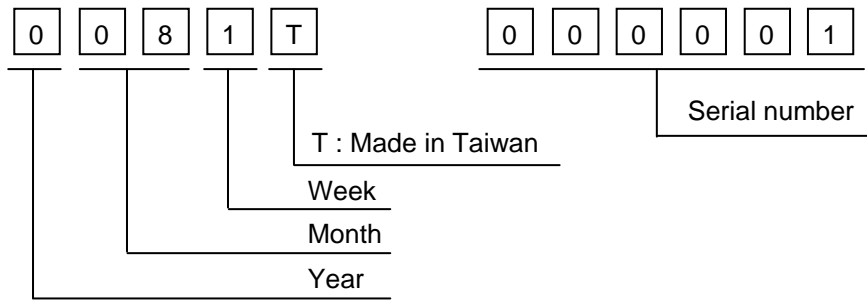 0 0 8 1 T 0 0 0 0 0 1
Serial number
T : Made in Taiwan
Week
Month
Year